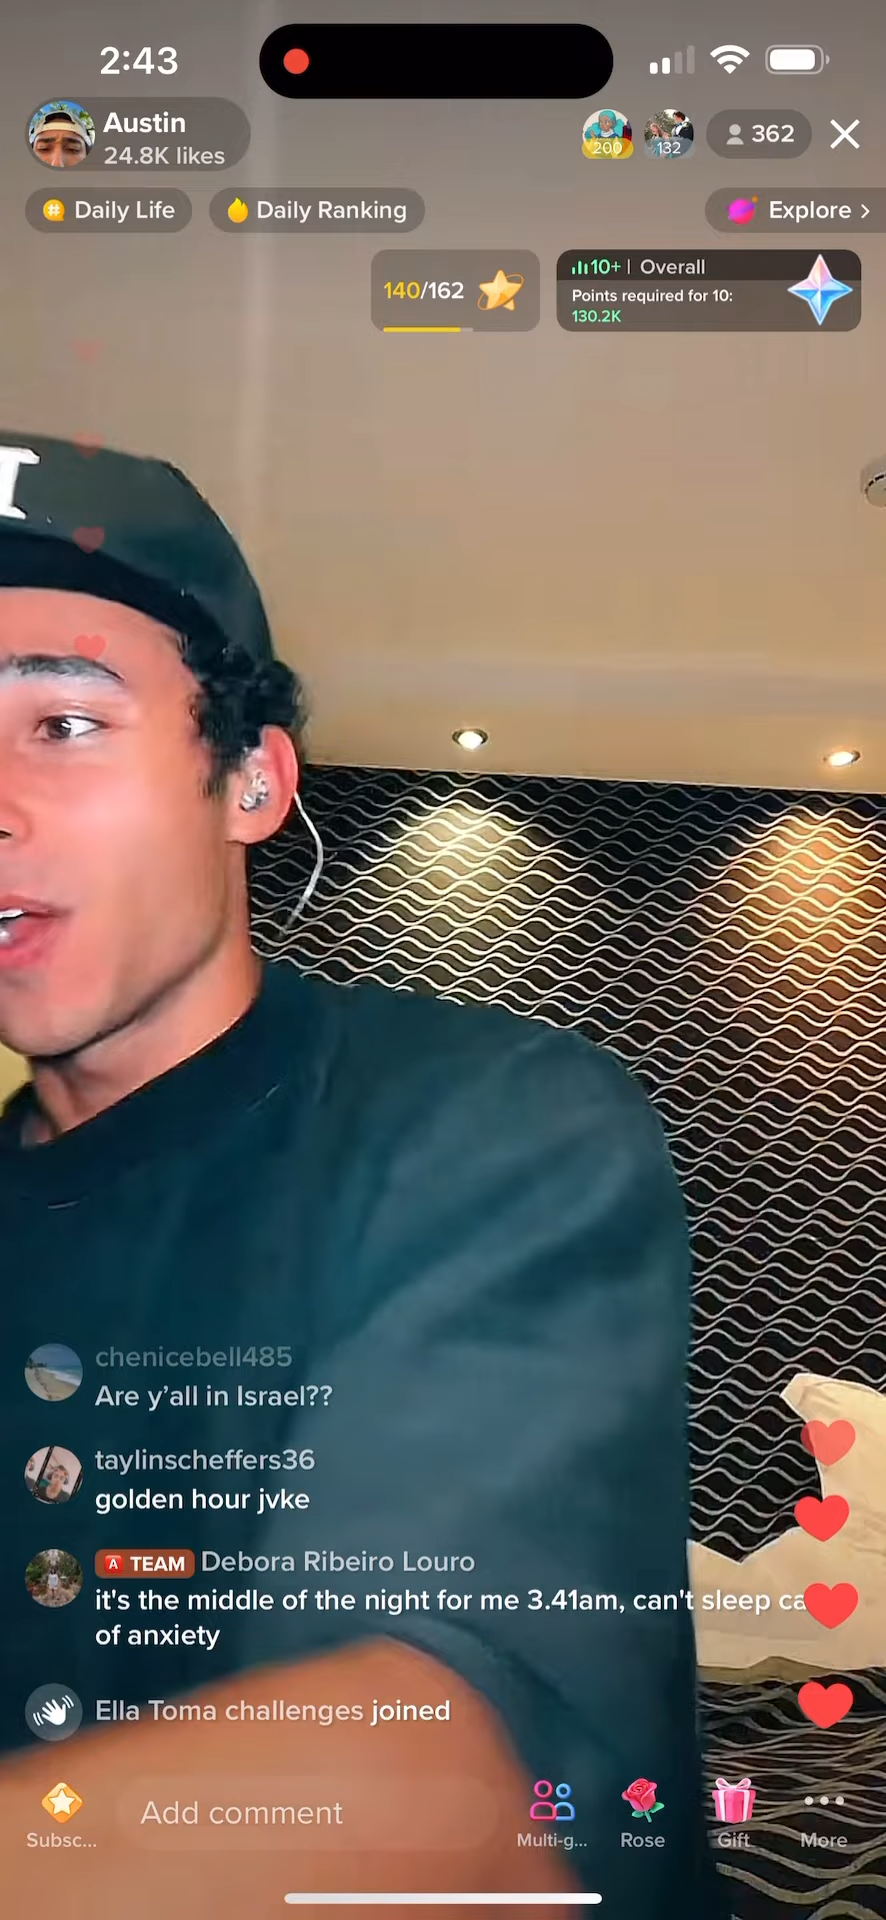 2:43
Austin
24.8K likes
200
132
362
Daily Life
Daily Ranking
Explore >
140/162
10+ | Overall
Points required for 10:
130.2K
I
chenicebell485
Are y'all in Israel??
taylinscheffers36
golden hour jvke
A TEAM Debora Ribeiro Louro
it's the middle of the night for me 3.41am, can't sleep ca
of anxiety
Ella Toma challenges joined
Subsc...
Add comment
Multi-g...
Rose
Gift
More